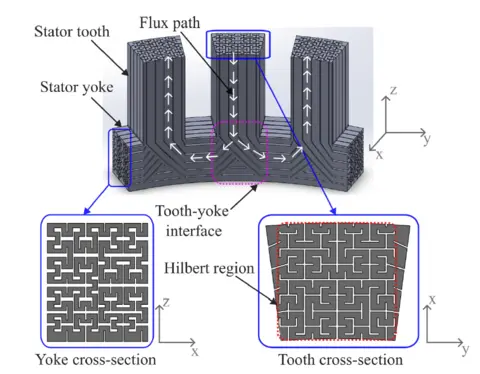 Stator tooth
Flux path
Stator yoke
z
y
x
Tooth-yoke
interface
Hilbert region
z
x
x
y
Yoke cross-section
Tooth cross-section